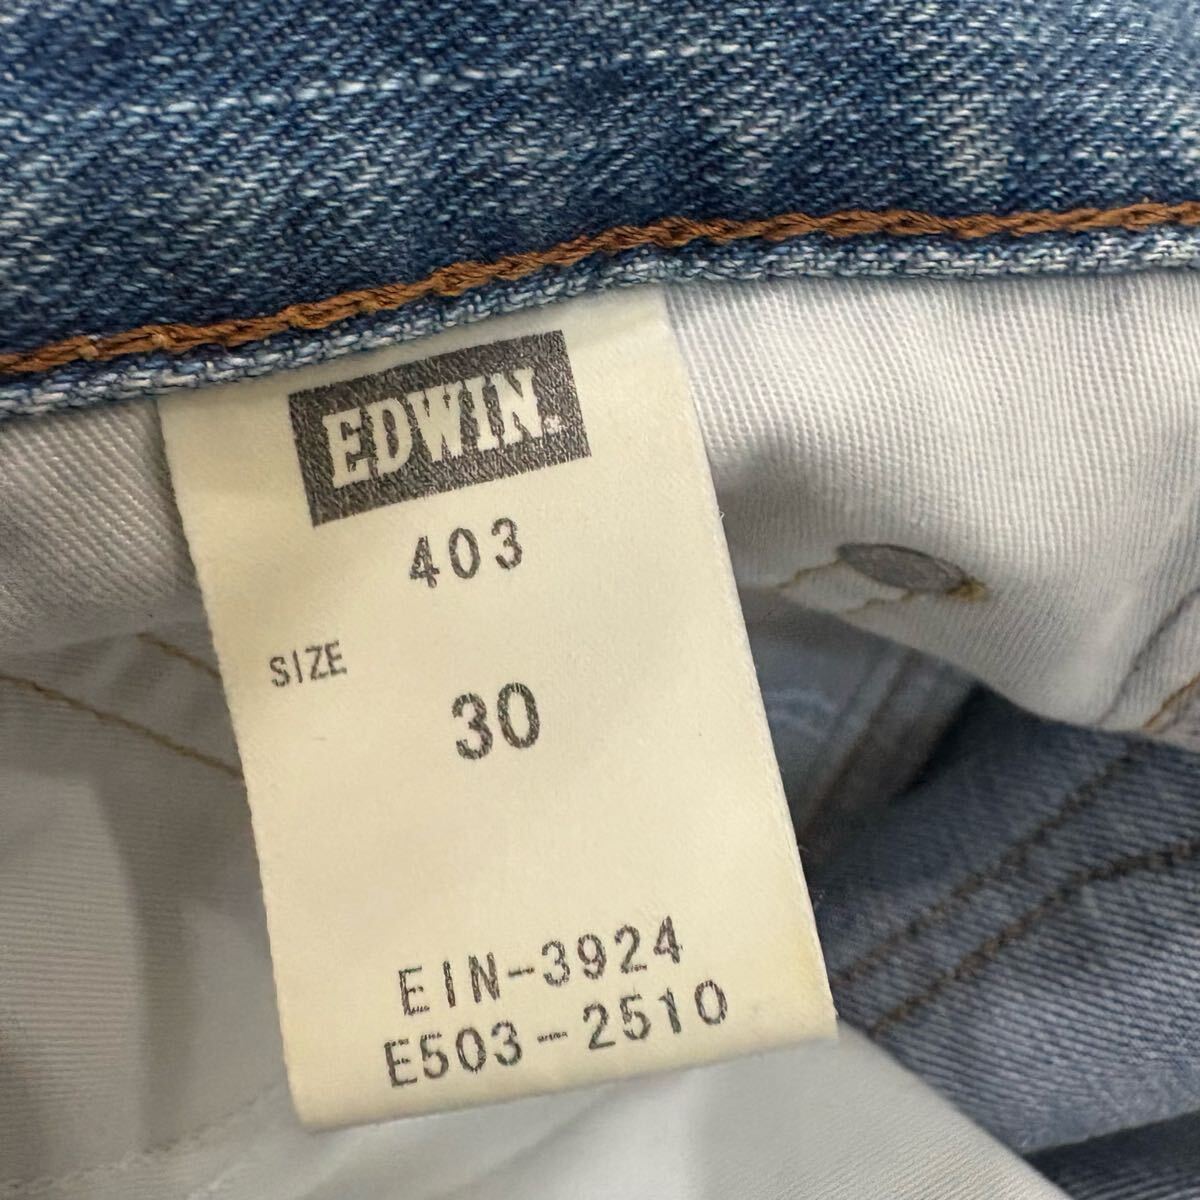 EDWIN.
403
SIZE
30
EIN-3924
E503-2510